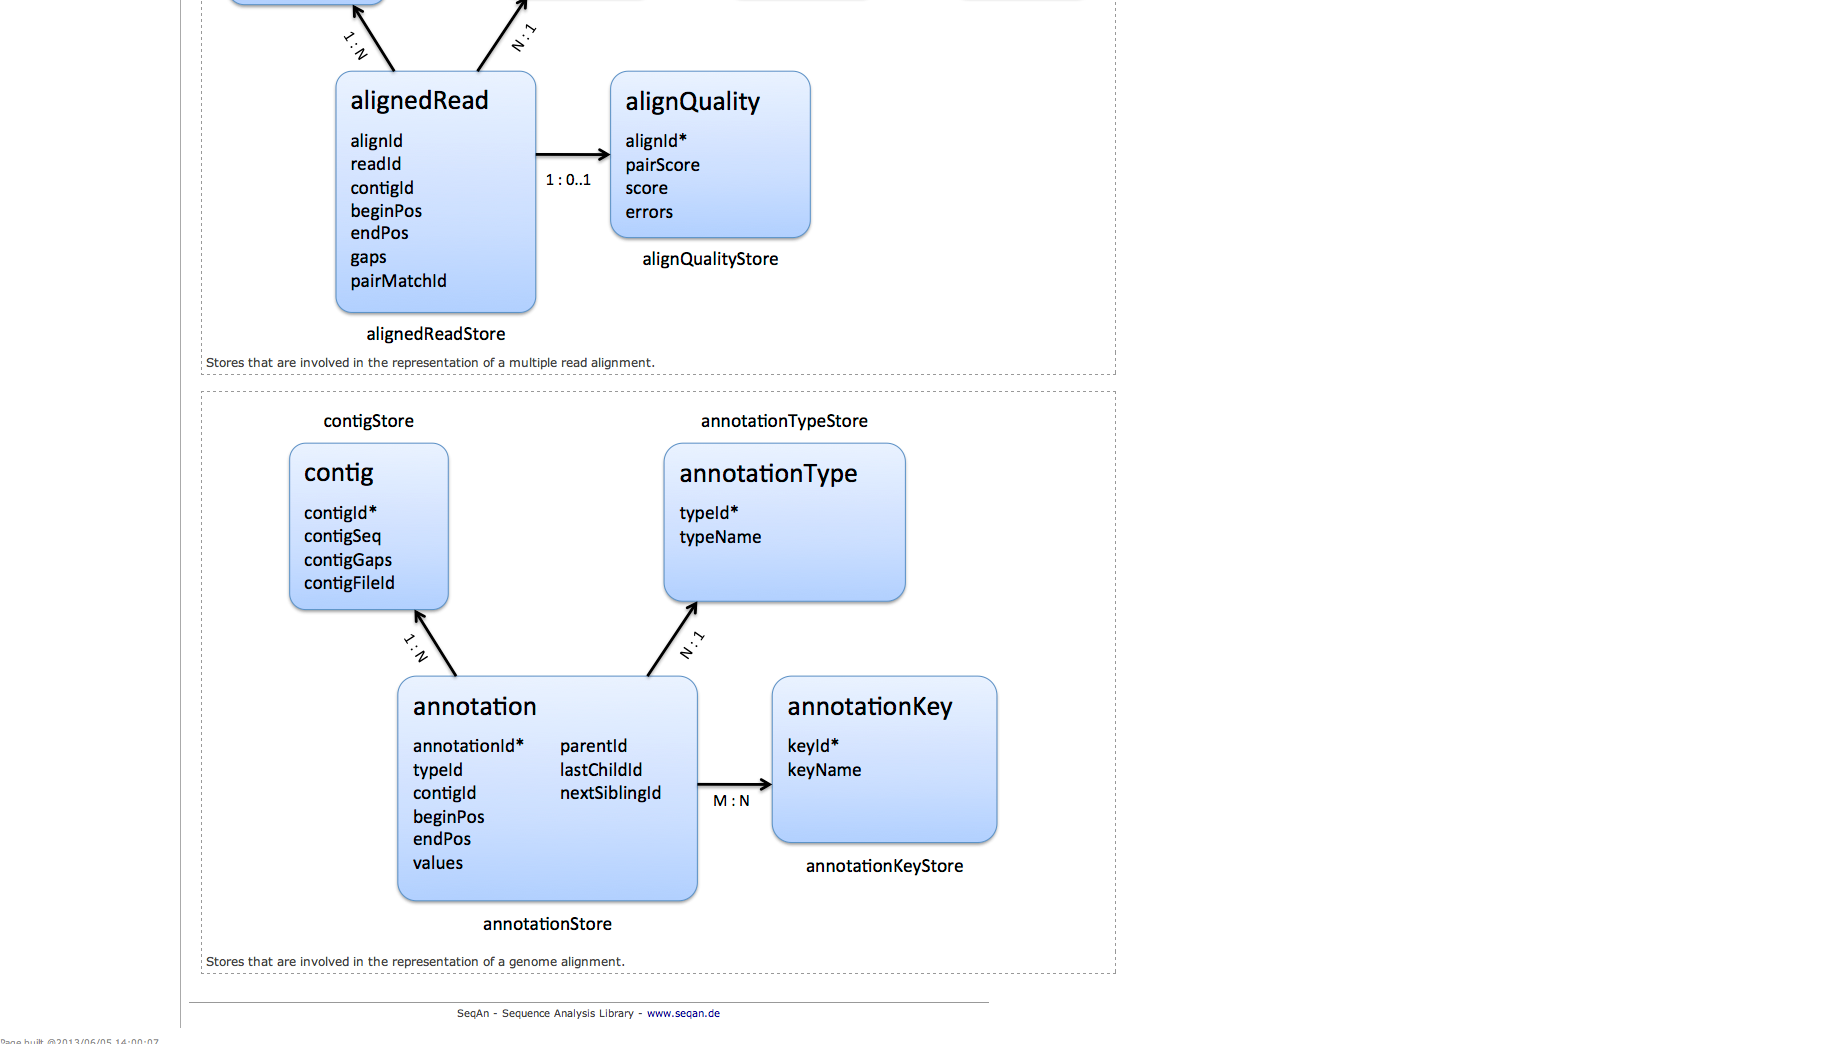 1 : N
N : 1
alignedRead
alignId
readId
contigId
beginPos
endPos
gaps
pairMatchId
alignedReadStore
1 : 0..1
alignQuality
alignId*
pairScore
score
errors
alignQualityStore
Stores that are involved in the representation of a multiple read alignment.
contigStore
contig
contigId*
contigSeq
contigGaps
contigFileId
annotationTypeStore
annotationType
typeId*
typeName
1 : N
N : 1
annotation
annotationId*
typeId
contigId
beginPos
endPos
values
parentId
lastChildId
nextSiblingId
annotationStore
M : N
annotationKey
keyId*
keyName
annotationKeyStore
Stores that are involved in the representation of a genome alignment.
SeqAn - Sequence Analysis Library - www.seqan.de
Page built @2013/06/05 14:00:07